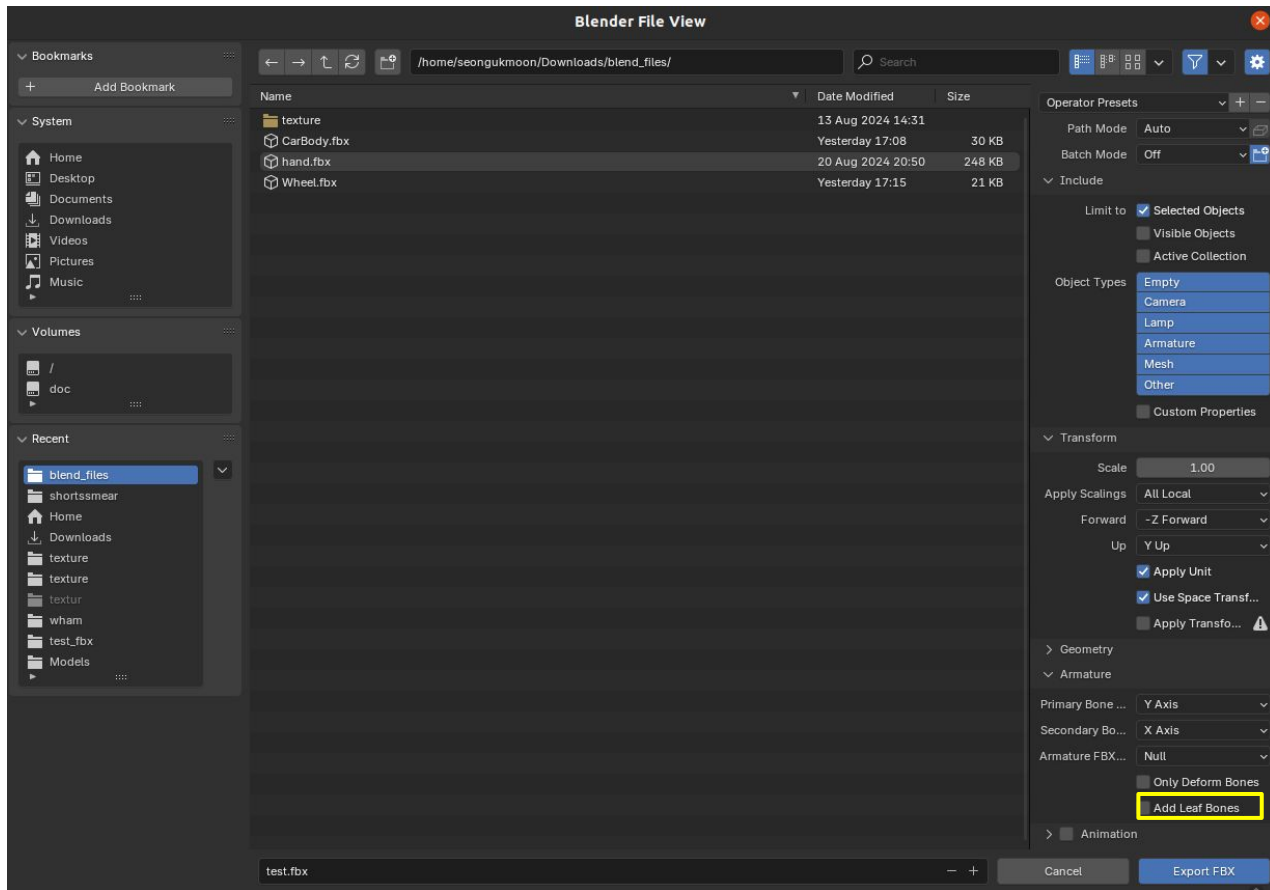 Blender File View
Bookmarks
Add Bookmark
System
Home
Desktop
Documents
Downloads
Videos
Pictures
Music
Volumes
/
doc
Recent
blend_files
shortssmear
Home
Downloads
texture
texture
textur
wham
test_fbx
Models
/home/seongukmoon/Downloads/blend_files/
Search
Name Date Modified Size
texture 13 Aug 2024 14:31
CarBody.fbx Yesterday 17:08 30 KB
hand.fbx 20 Aug 2024 20:50 248 KB
Wheel.fbx Yesterday 17:15 21 KB
Operator Presets
Path Mode Auto
Batch Mode Off
Include
Limit to Selected Objects
Visible Objects
Active Collection
Object Types Empty
Camera
Lamp
Armature
Mesh
Other
Custom Properties
Transform
Scale 1.00
Apply Scalings All Local
Forward -Z Forward
Up Y Up
Apply Unit
Use Space Transf...
Apply Transfo...
Geometry
Armature
Primary Bone ... Y Axis
Secondary Bo... X Axis
Armature FBX... Null
Only Deform Bones
Add Leaf Bones
Animation
test.fbx
Cancel Export FBX